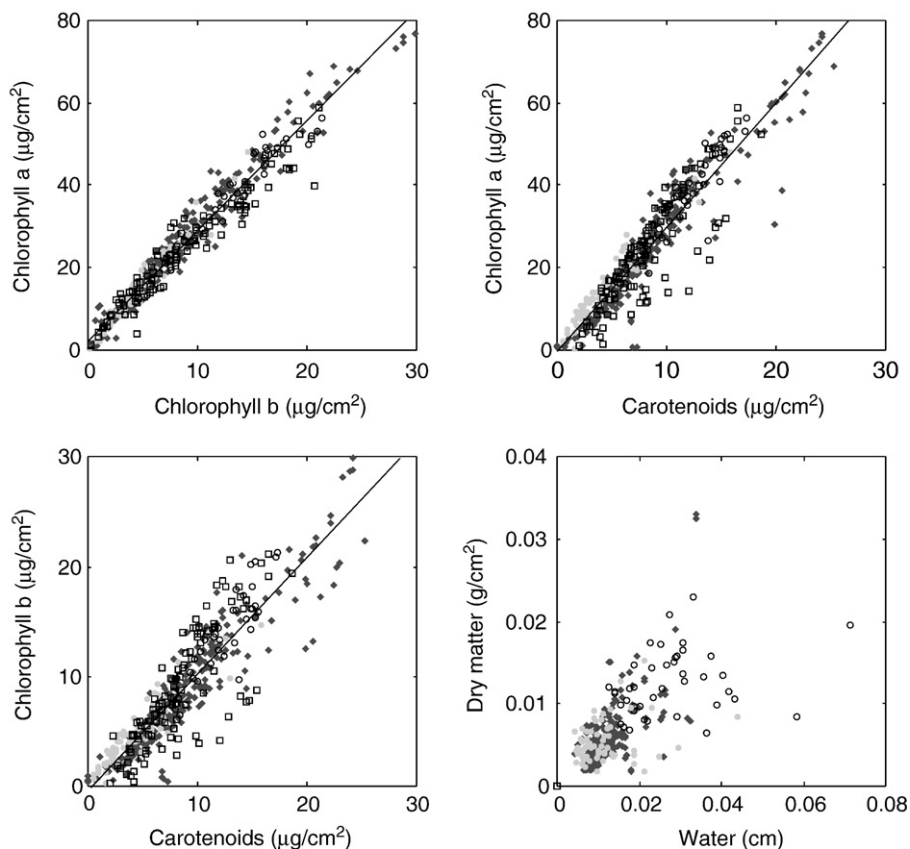 80
60
40
20
0
Chlorophyll a (μg/cm²)
0 10 20 30
Chlorophyll b (μg/cm²)
80
60
40
20
0
Chlorophyll a (μg/cm²)
0 10 20 30
Carotenoids (μg/cm²)
30
20
10
0
Chlorophyll b (μg/cm²)
0 10 20 30
Carotenoids (μg/cm²)
0.04
0.03
0.02
0.01
0
Dry matter (g/cm²)
0 0.02 0.04 0.06 0.08
Water (cm)